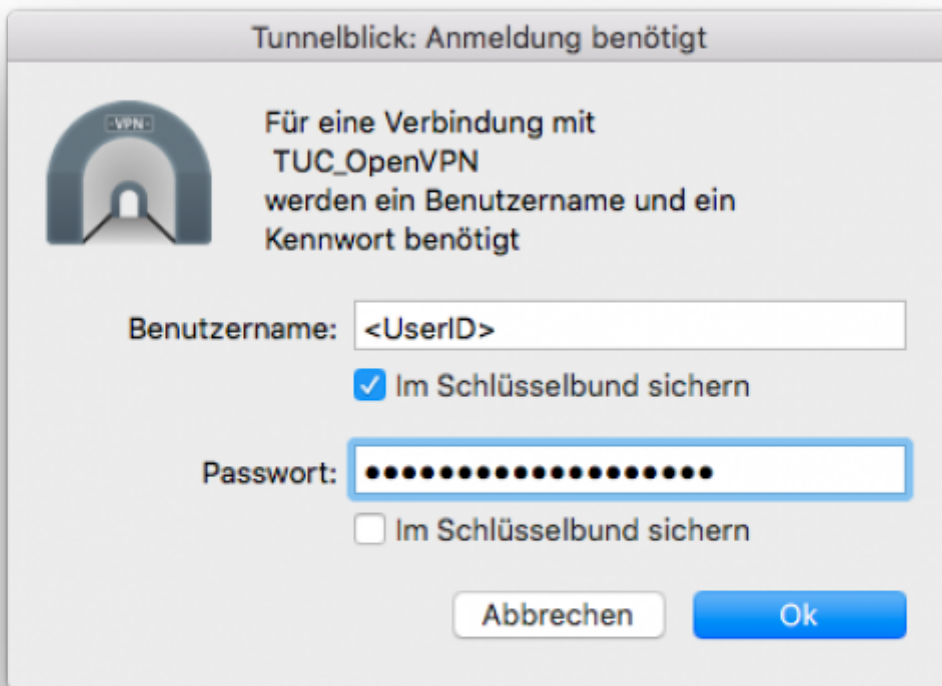 Tunnelblick: Anmeldung benötigt
-VPN-
Für eine Verbindung mit
TUC_OpenVPN
werden ein Benutzername und ein
Kennwort benötigt
Benutzername: <UserID>
Im Schlüsselbund sichern
Passwort: ●●●●●●●●●●●●●●●●●●●
Im Schlüsselbund sichern
Abbrechen Ok